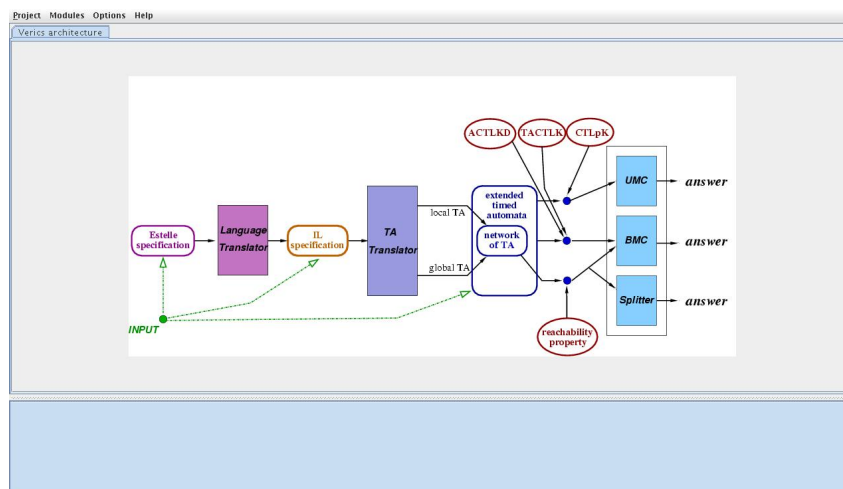 Project Modules Options Help
Verics architecture
ACTLKD TACTLK CTLpK
UMC
answer
extended
timed
automata
local TA
Estelle
specification
Language
Translator
IL
specification
TA
Translator
network
of TA
BMC
answer
global TA
Splitter
answer
INPUT
reachability
property